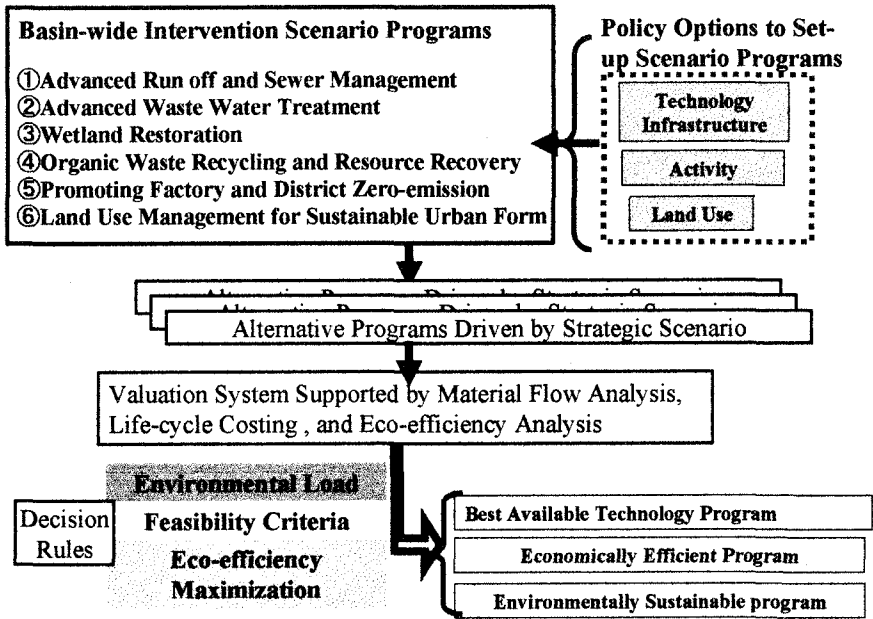 Basin-wide Intervention Scenario Programs
①Advanced Run off and Sewer Management
②Advanced Waste Water Treatment
③Wetland Restoration
④Organic Waste Recycling and Resource Recovery
⑤Promoting Factory and District Zero-emission
⑥Land Use Management for Sustainable Urban Form
Policy Options to Set-
up Scenario Programs
Technology
Infrastructure
Activity
Land Use
Alternative Programs Driven by Strategic Scenario
Valuation System Supported by Material Flow Analysis,
Life-cycle Costing , and Eco-efficiency Analysis
Decision
Rules
Environmental Load
Feasibility Criteria
Eco-efficiency
Maximization
Best Available Technology Program
Economically Efficient Program
Environmentally Sustainable program